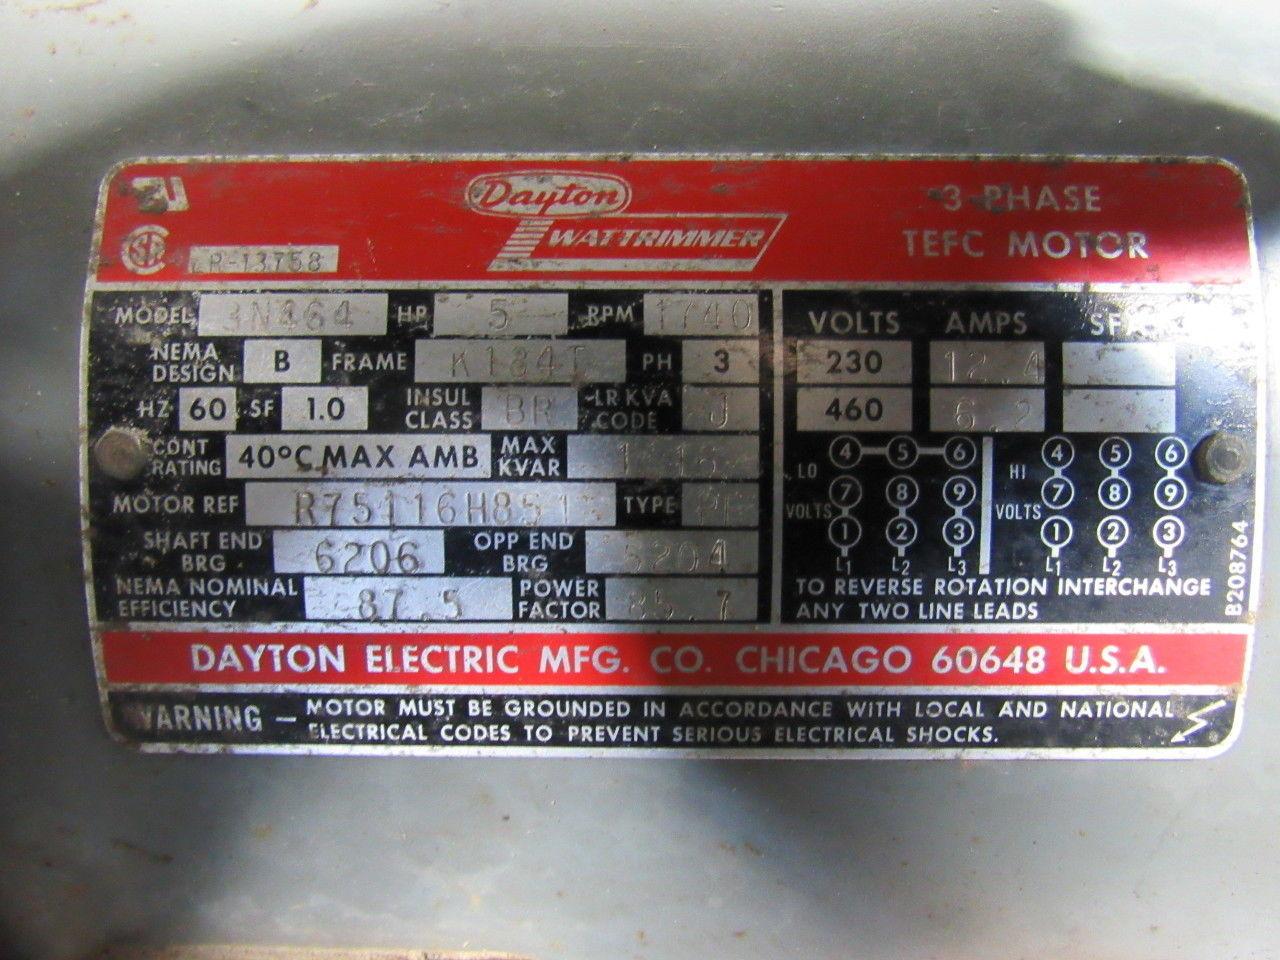 3 PHASE
TEFC MOTOR
Dayton
WATTRIMMER
LR-13758
MODEL 3N464 HP 5 RPM 1740
NEMA DESIGN B FRAME K184T PH 3
HZ 60 SF 1.0 INSUL CLASS BR LR KVA CODE J
CONT RATING 40°C MAX AMB MAX KVAR
MOTOR REF TYPE
SHAFT END BRG 6206 OPP END BRG
NEMA NOMINAL EFFICIENCY 87.5 POWER FACTOR 85.7
VOLTS AMPS
230 12.4
460 6.2
4 5 6 4 5 6
LO HI
7 8 9 7 8 9
VOLTS VOLTS
1 2 3 1 2 3
L1 L2 L3 L1 L2 L3
TO REVERSE ROTATION INTERCHANGE
ANY TWO LINE LEADS
B208764
DAYTON ELECTRIC MFG. CO. CHICAGO 60648 U.S.A.
WARNING – MOTOR MUST BE GROUNDED IN ACCORDANCE WITH LOCAL AND NATIONAL
ELECTRICAL CODES TO PREVENT SERIOUS ELECTRICAL SHOCKS.